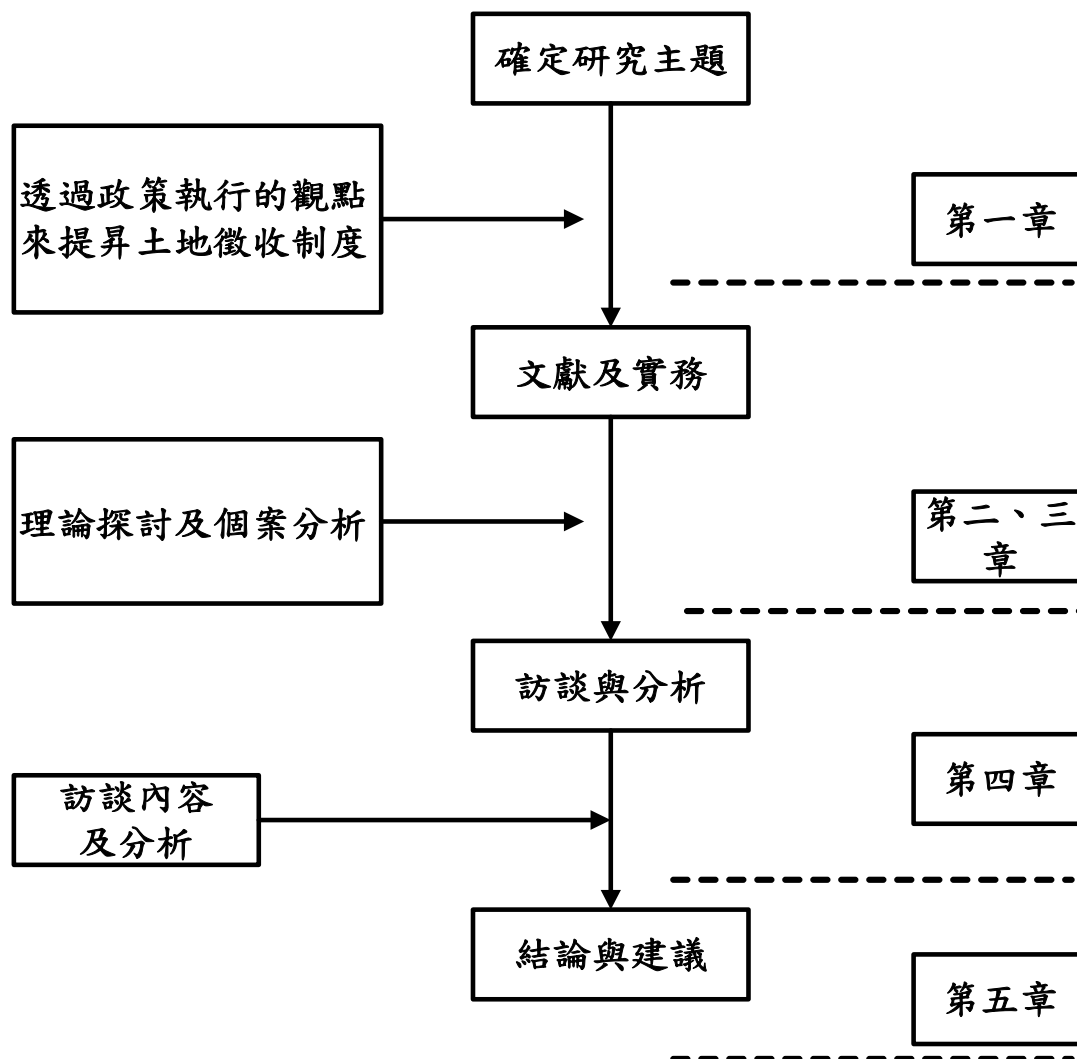 確定研究主題
透過政策執行的觀點
來提昇土地徵收制度
第一章
文獻及實務
理論探討及個案分析
第二、三
章
訪談與分析
訪談內容
及分析
第四章
結論與建議
第五章